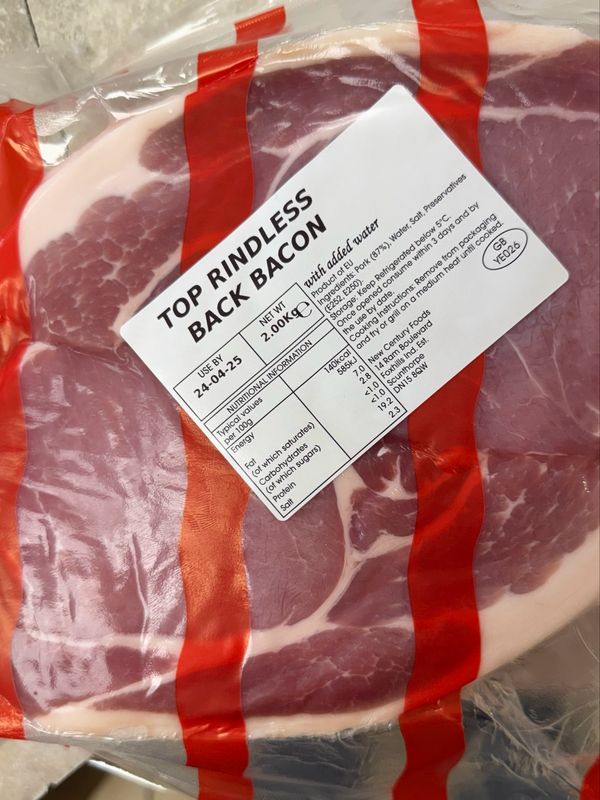 TOP RINDLESS
BACK BACON
with added water
Product of EU
Ingredients: Pork (87%), Water, Salt, Preservatives
(E252, E250).
Storage: Keep Refrigerated below 5°C.
Once opened consume within 3 days and by
the use by date.
Cooking Instructions: Remove from packaging
and fry or grill on a medium heat until cooked.
GB
YE026
USE BY
24-04-25
NET WT
2.00Kg e
NUTRITIONAL INFORMATION
Typical values
per 100g
Energy 140kcal
585kJ
Fat 7.0
(of which saturates) 2.8
Carbohydrates <1.0
(of which sugars) <1.0
Protein 19.2
Salt 2.3
New Century Foods
14 Ram Boulevard
Foxhills Ind. Est.
Scunthorpe
DN15 8QW